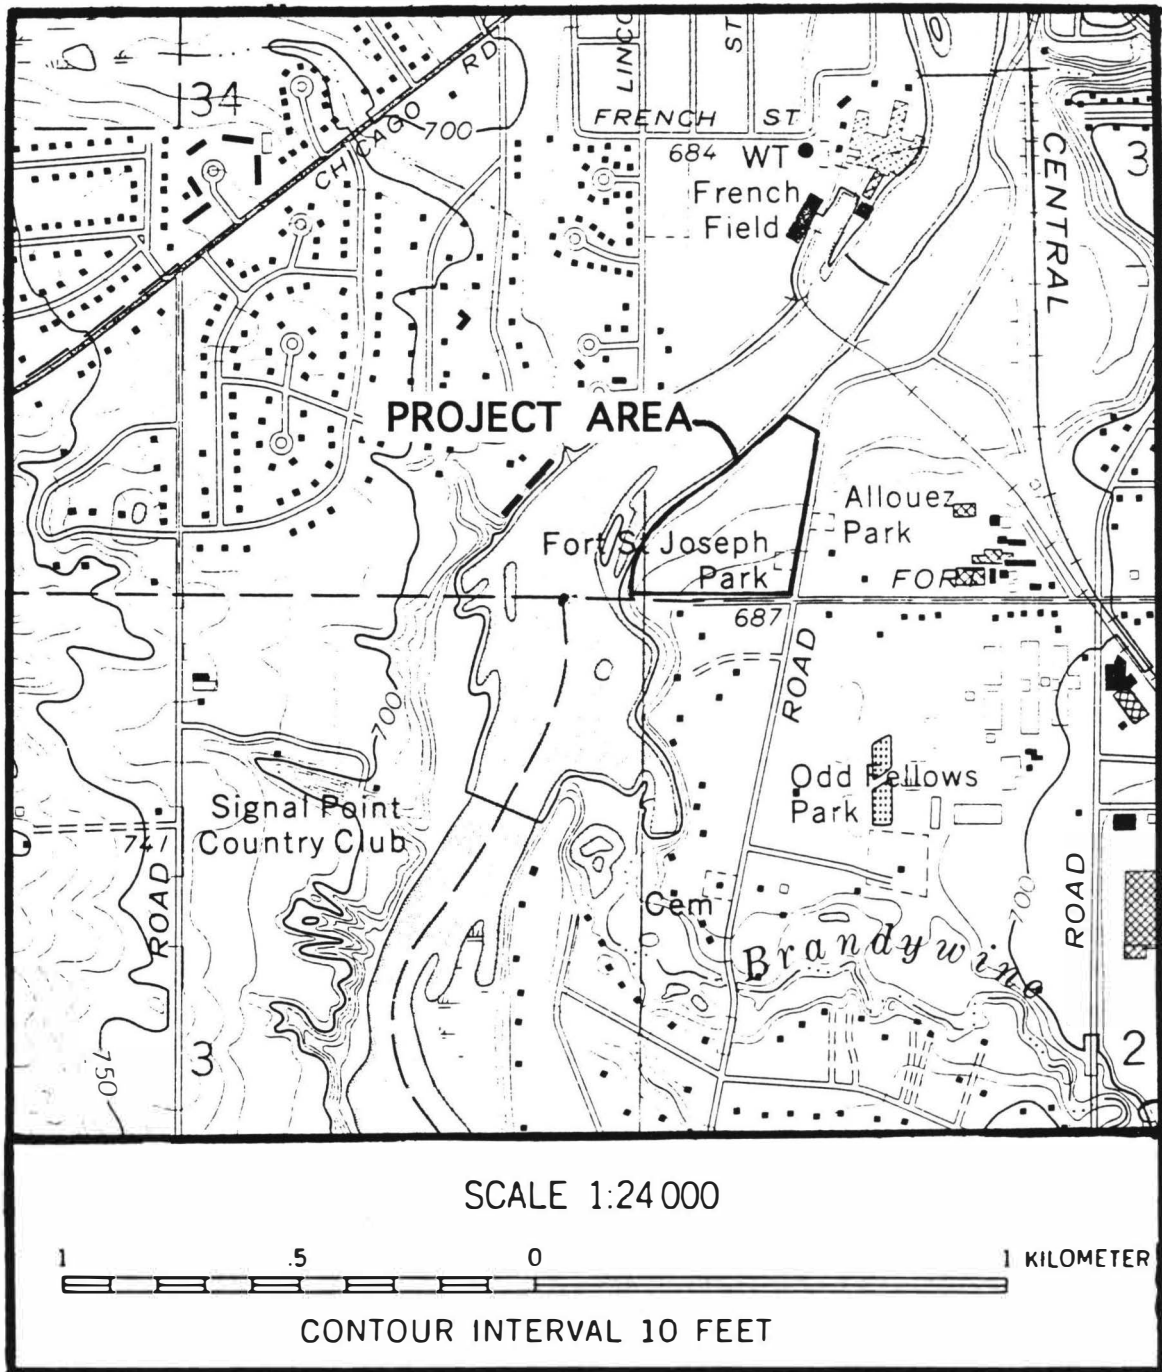 34
CHICAGO RD
700
LINCO
ST
FRENCH ST
684 WT
French
Field
CENTRAL
3
PROJECT AREA
Allouez
Park
Fort St Joseph
Park
FOR
687
ROAD
700
Odd Fellows
Park
Signal Point
Country Club
741
ROAD
Cem
Brandywine
700
ROAD
750
3
2
SCALE 1:24 000
1 .5 0 1 KILOMETER
CONTOUR INTERVAL 10 FEET